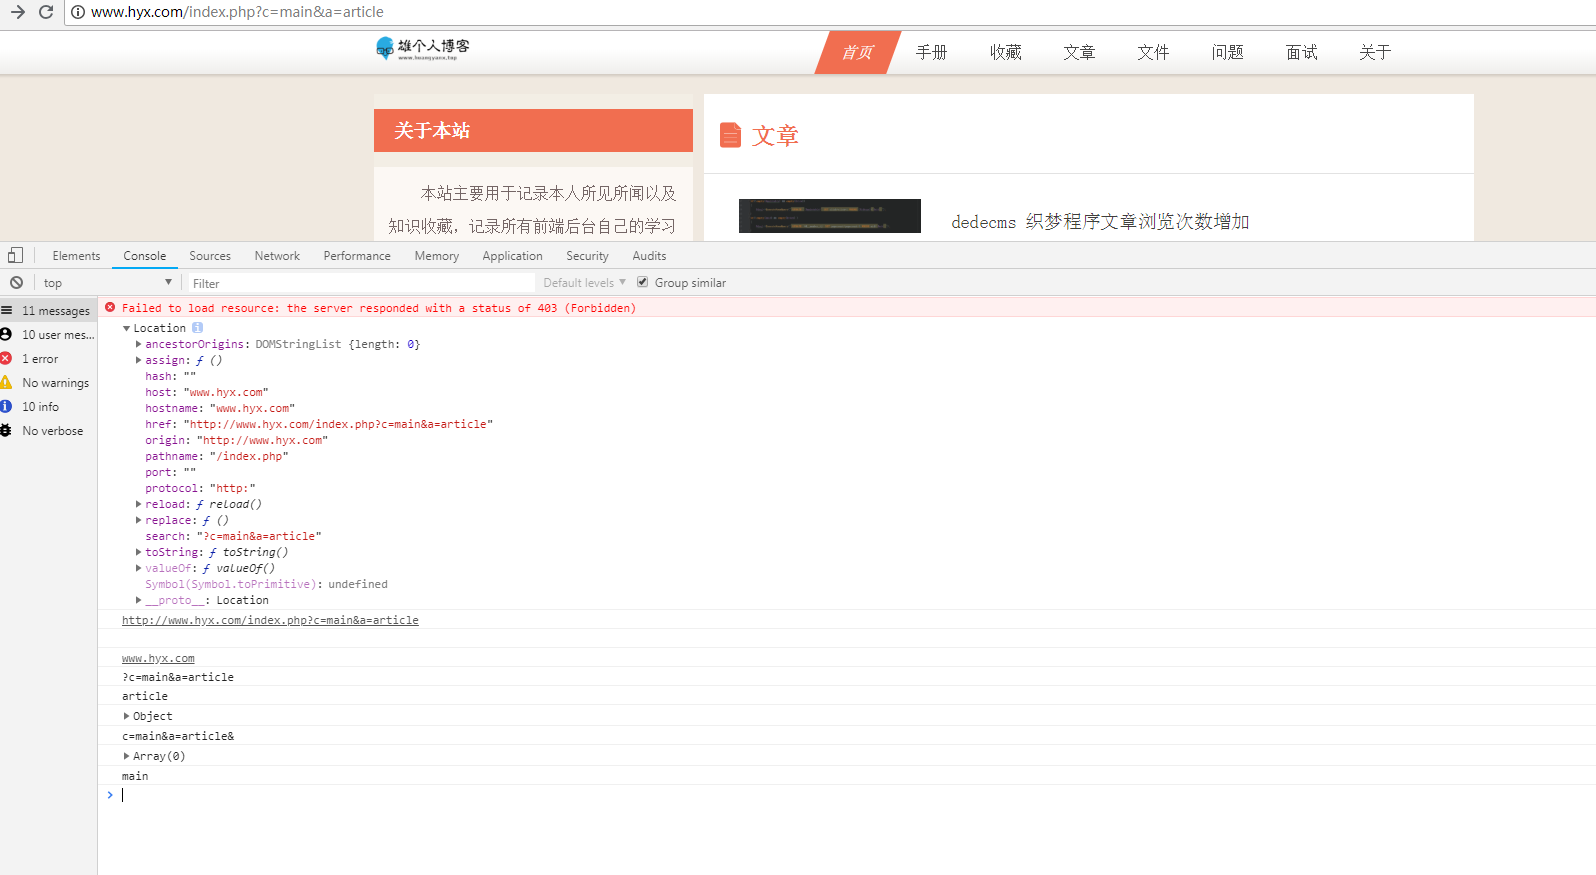 www.hyx.com/index.php?c=main&a=article
雄个人博客
首页 手册 收藏 文章 文件 问题 面试 关于
关于本站
本站主要用于记录本人所见所闻以及
知识收藏，记录所有前端后台自己的学习
文章
dedecms 织梦程序文章浏览次数增加
Elements Console Sources Network Performance Memory Application Security Audits
top Filter Default levels Group similar
11 messages
10 user mes...
1 error
No warnings
10 info
No verbose
Failed to load resource: the server responded with a status of 403 (Forbidden)
Location
ancestorOrigins: DOMStringList {length: 0}
assign: ƒ ()
hash: ""
host: "www.hyx.com"
hostname: "www.hyx.com"
href: "http://www.hyx.com/index.php?c=main&a=article"
origin: "http://www.hyx.com"
pathname: "/index.php"
port: ""
protocol: "http:"
reload: ƒ reload()
replace: ƒ ()
search: "?c=main&a=article"
toString: ƒ toString()
valueOf: ƒ valueOf()
Symbol(Symbol.toPrimitive): undefined
__proto__: Location
http://www.hyx.com/index.php?c=main&a=article
www.hyx.com
?c=main&a=article
article
Object
c=main&a=article&
Array(0)
main